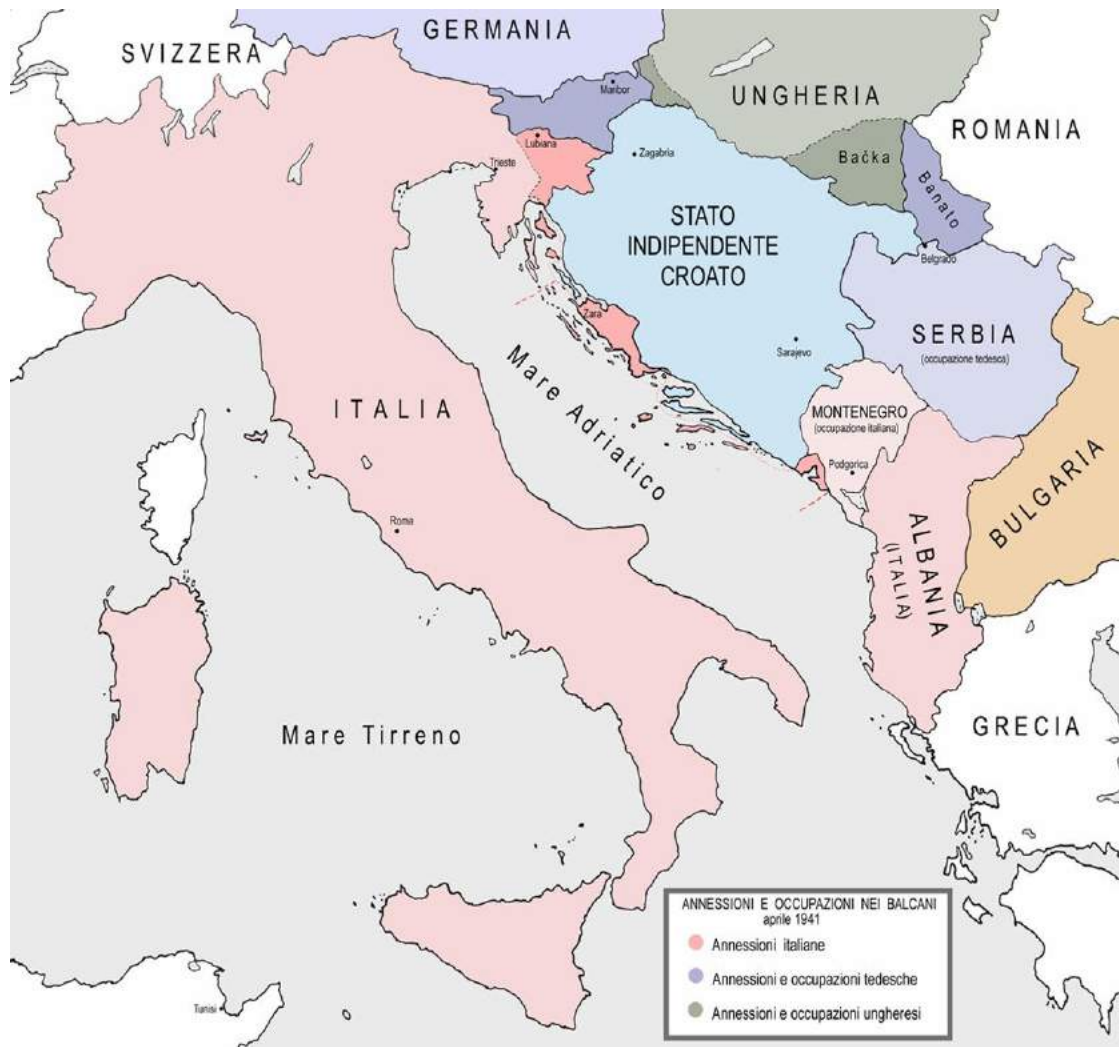 GERMANIA
SVIZZERA
Maribor
UNGHERIA
ROMANIA
Lubiana
Trieste
Zagabria
Bačka
Banato
STATO
INDIPENDENTE
CROATO
Belgrado
Zara
SERBIA
(occupazione tedesca)
Sarajevo
Mare Adriatico
ITALIA
MONTENEGRO
(occupazione italiana)
Podgorica
BULGARIA
Roma
ALBANIA
(ITALIA)
Mare Tirreno
GRECIA
ANNESSIONI E OCCUPAZIONI NEI BALCANI
aprile 1941
Annessioni italiane
Annessioni e occupazioni tedesche
Annessioni e occupazioni ungheresi
Tunisi